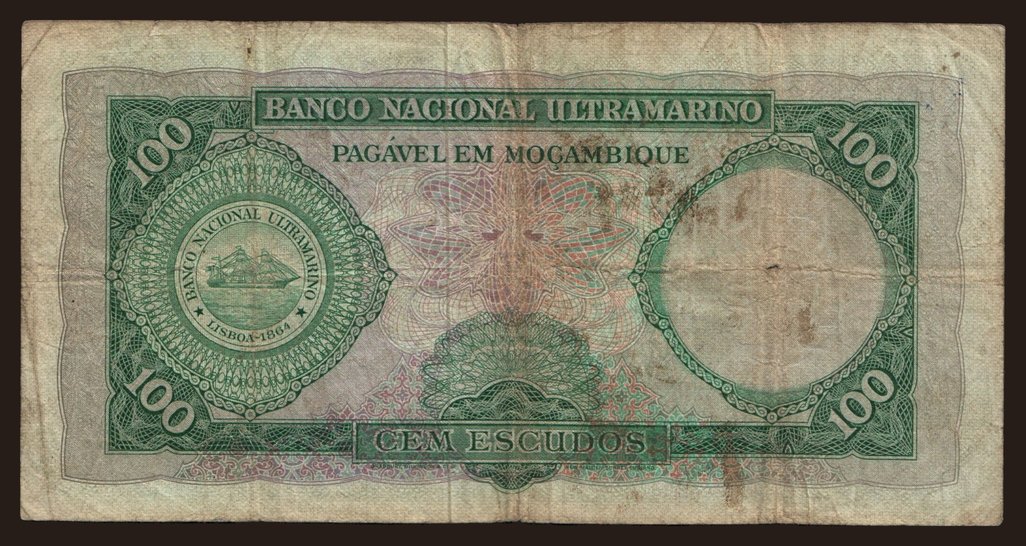 BANCO NACIONAL ULTRAMARINO
PAGÁVEL EM MOÇAMBIQUE
100
100
BANCO NACIONAL ULTRAMARINO
LISBOA-1864
100
100
CEM ESCUDOS